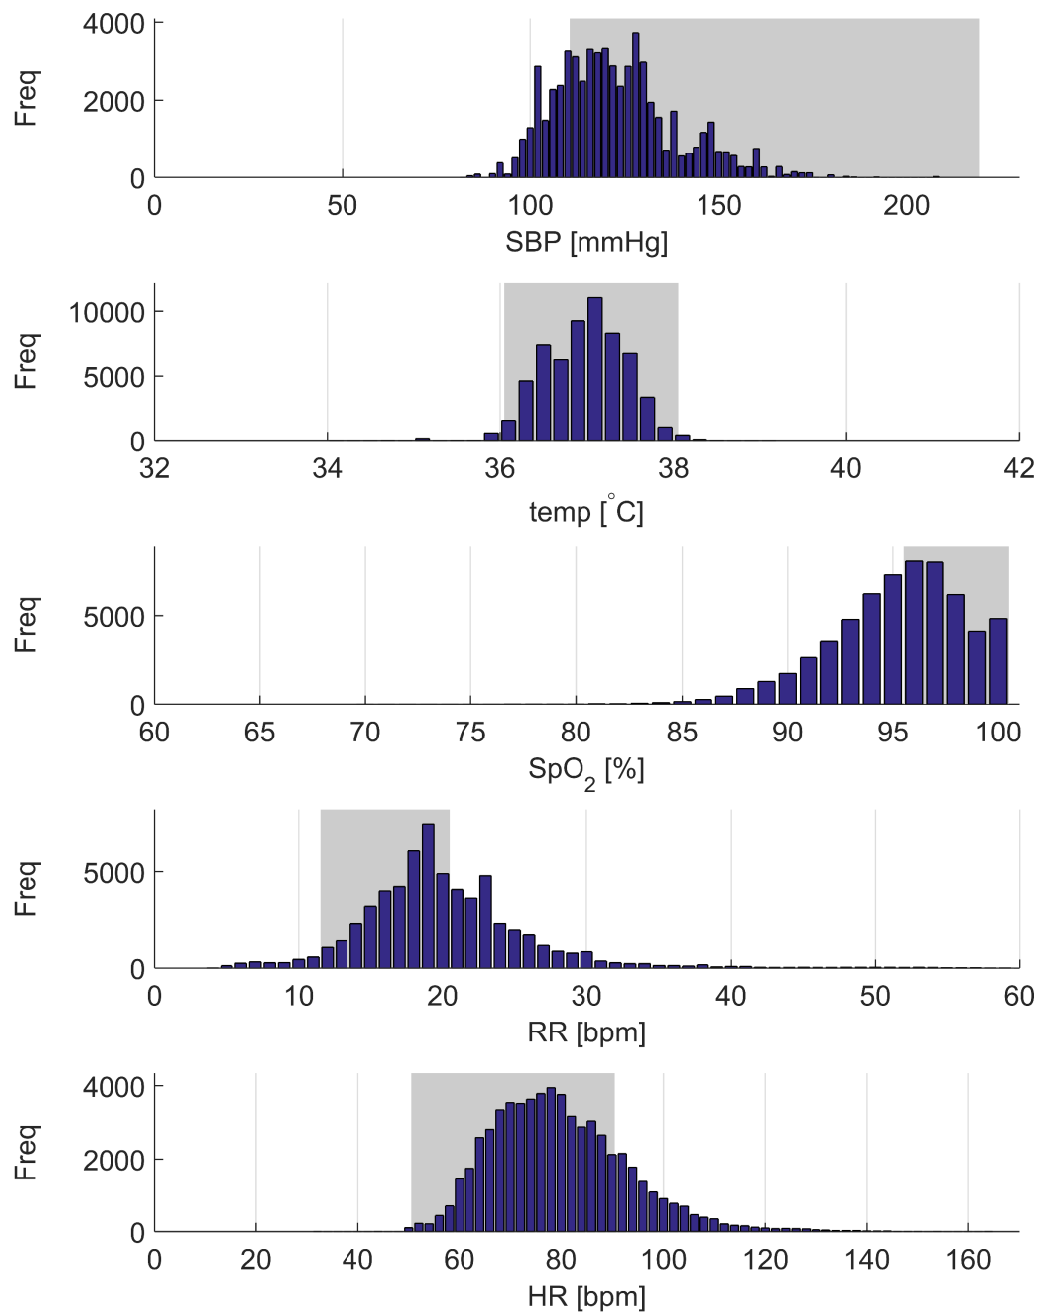 4000
2000
0
Freq
0 50 100 150 200
SBP [mmHg]
10000
5000
0
Freq
32 34 36 38 40 42
temp [°C]
5000
0
Freq
60 65 70 75 80 85 90 95 100
SpO2 [%]
5000
0
Freq
0 10 20 30 40 50 60
RR [bpm]
4000
2000
0
Freq
0 20 40 60 80 100 120 140 160
HR [bpm]